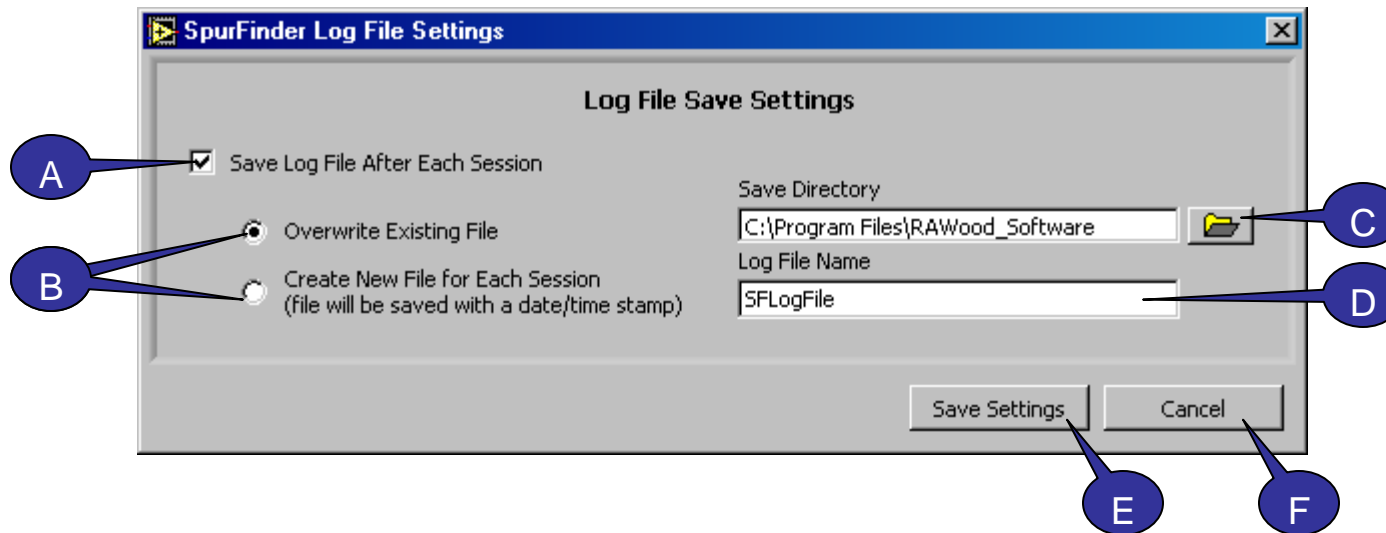 SpurFinder Log File Settings
Log File Save Settings
A
Save Log File After Each Session
B
Overwrite Existing File
Create New File for Each Session
(file will be saved with a date/time stamp)
Save Directory
C:\Program Files\RAWood_Software
C
Log File Name
SFLogFile
D
Save Settings
Cancel
E
F